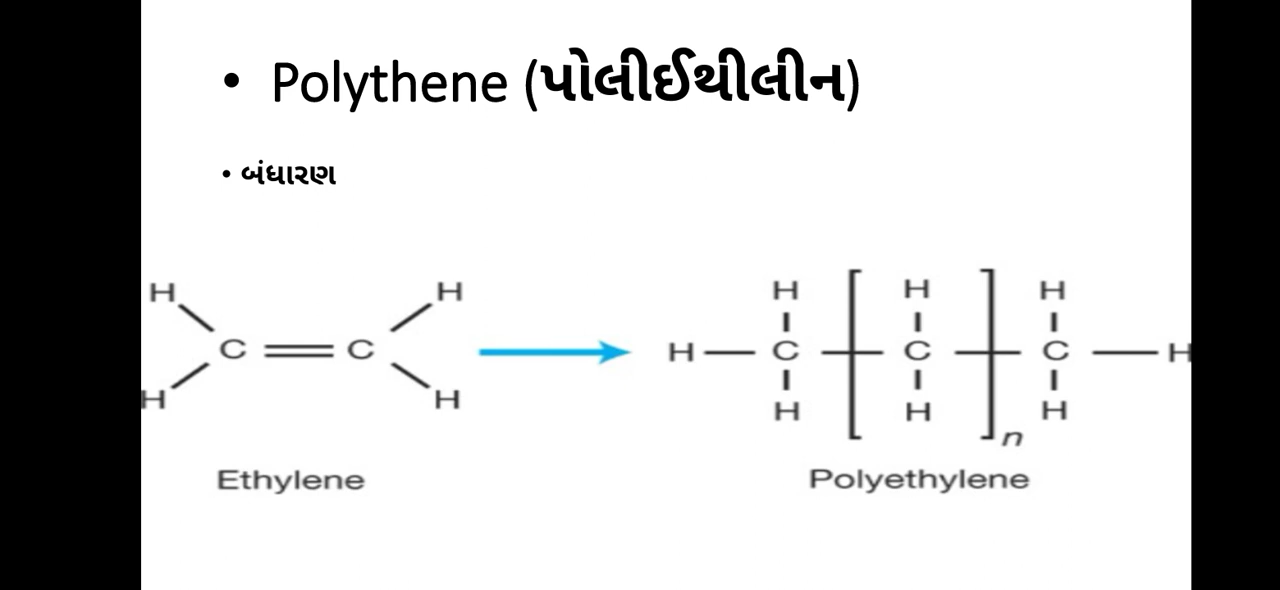 • Polythene (પોલીઈથીલીન)
• બંધારણ
H H H H H
C C H C C C H
H H H H H
n
Ethylene Polyethylene